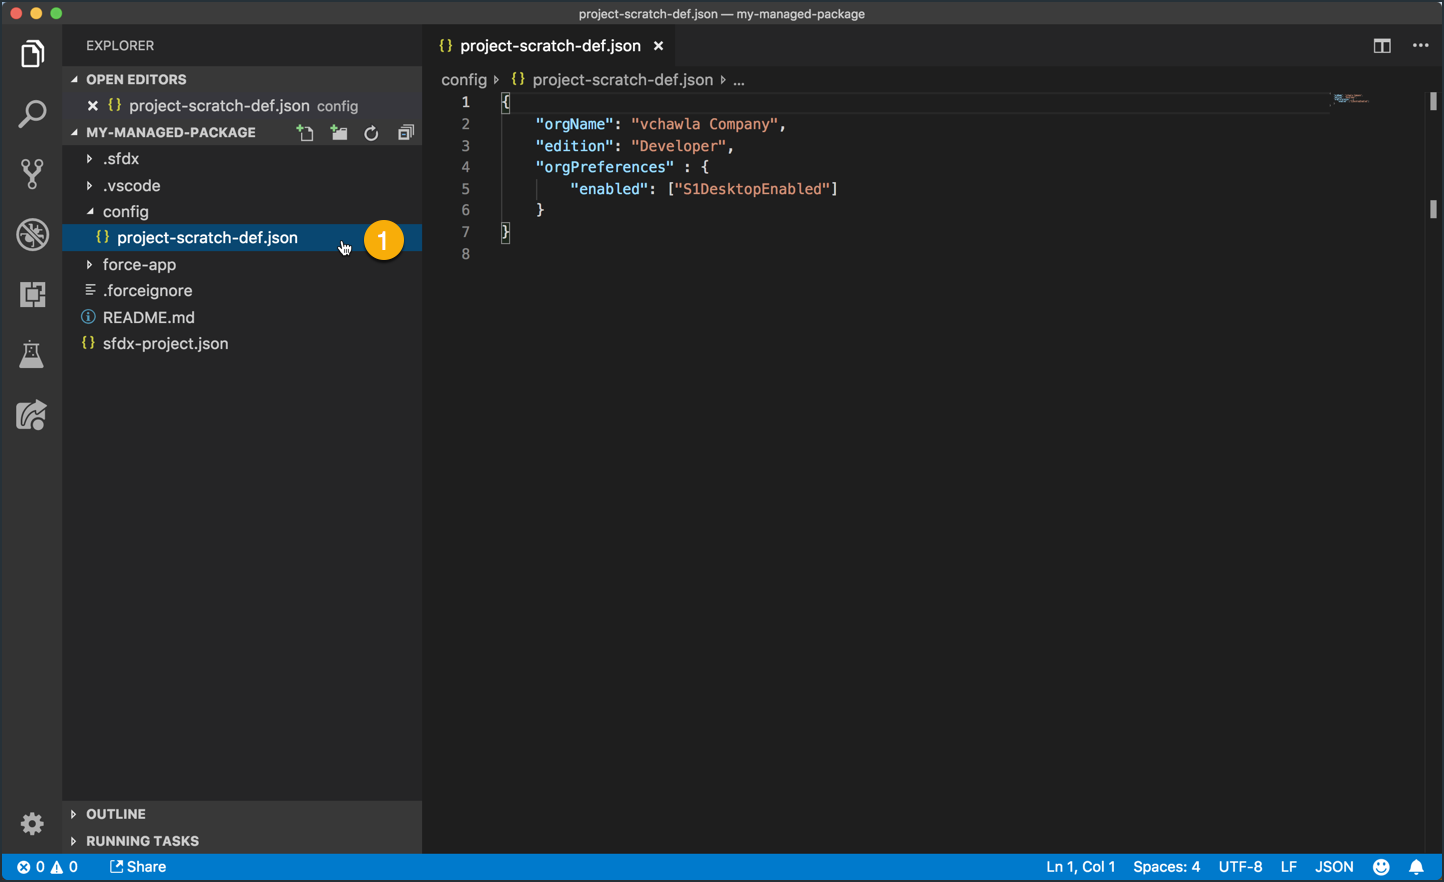 project-scratch-def.json — my-managed-package
EXPLORER
OPEN EDITORS
{} project-scratch-def.json config
MY-MANAGED-PACKAGE
.sfdx
.vscode
config
{} project-scratch-def.json
1
force-app
.forceignore
README.md
{} sfdx-project.json
OUTLINE
RUNNING TASKS
{} project-scratch-def.json
config {} project-scratch-def.json ...
1 {
2 "orgName": "vchawla Company",
3 "edition": "Developer",
4 "orgPreferences" : {
5 "enabled": ["S1DesktopEnabled"]
6 }
7 }
8
0 0 Share
Ln 1, Col 1 Spaces: 4 UTF-8 LF JSON